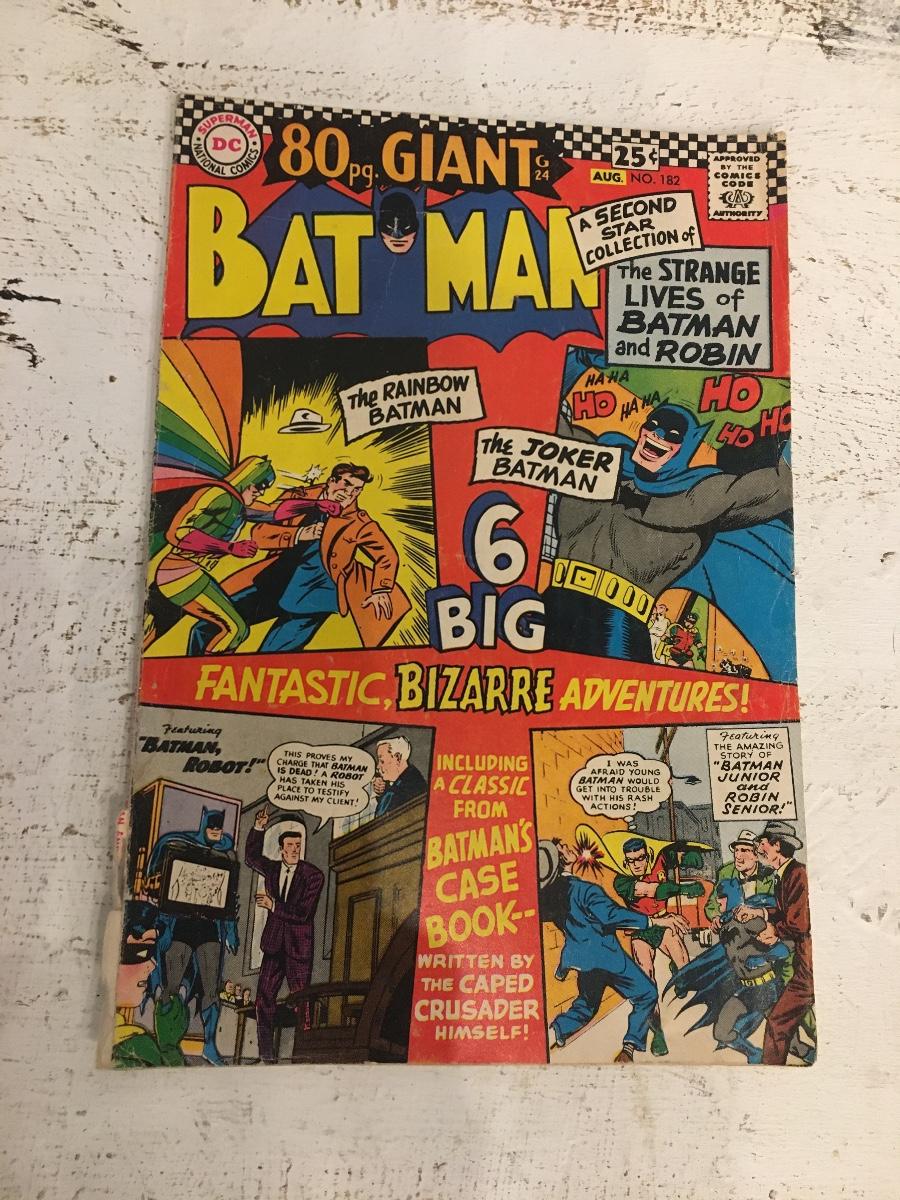 SUPERMAN
DC
NATIONAL COMICS
80pg. GIANT G
24
25¢
AUG. NO. 182
APPROVED
BY THE
COMICS
CODE
CA
AUTHORITY
BATMAN
A SECOND
STAR
COLLECTION of
The STRANGE
LIVES of
BATMAN
and ROBIN
The RAINBOW
BATMAN
HA HA
HO HA HA
HO
HO HO
The JOKER
BATMAN
6
BIG
FANTASTIC, BIZARRE ADVENTURES!
Featuring
"BATMAN,
ROBOT!"
THIS PROVES MY
CHARGE THAT BATMAN
IS DEAD! A ROBOT
HAS TAKEN HIS
PLACE TO TESTIFY
AGAINST MY CLIENT!
INCLUDING
A CLASSIC
FROM
BATMAN'S
CASE
BOOK--
WRITTEN BY
THE CAPED
CRUSADER
HIMSELF!
I WAS
AFRAID YOUNG
BATMAN WOULD
GET INTO TROUBLE
WITH HIS RASH
ACTIONS!
Featuring
THE AMAZING
STORY OF
"BATMAN
JUNIOR
and
ROBIN
SENIOR!"
R